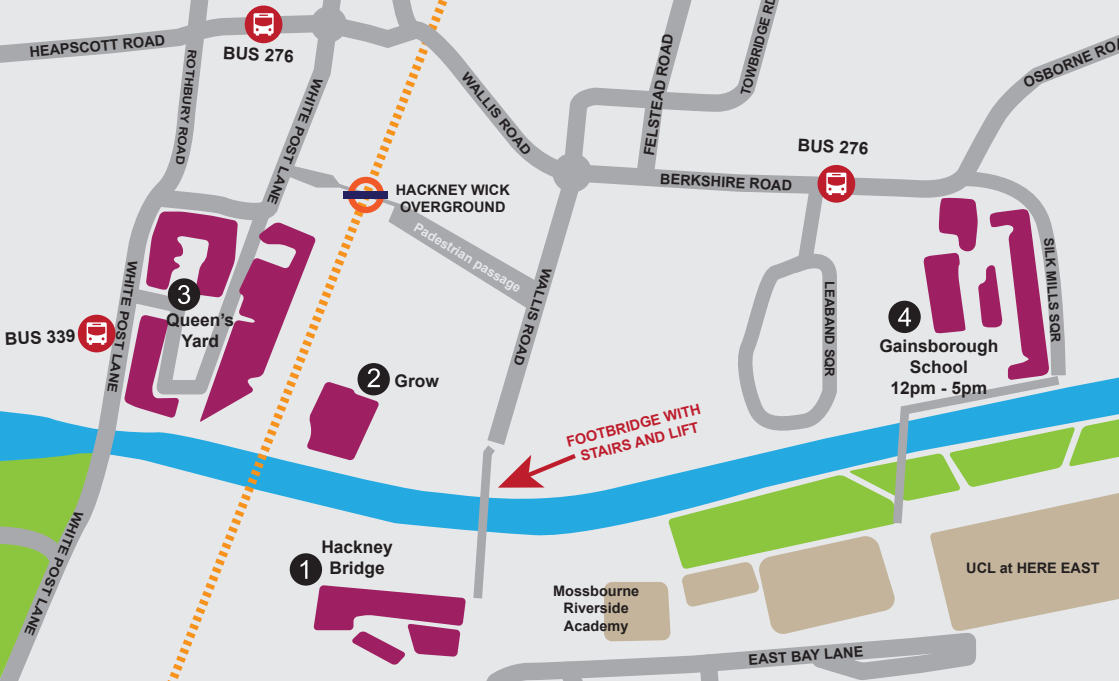 HEAPSCOTT ROAD
BUS 276
ROTHBURY ROAD
WHITE POST LANE
WALLIS ROAD
FELSTEAD ROAD
TOWBRIDGE RD
OSBORNE ROA
BUS 276
BERKSHIRE ROAD
HACKNEY WICK
OVERGROUND
Padestrian passage
WALLIS ROAD
LEABAND SQR
SILK MILLS SQR
WHITE POST LANE
BUS 339
3
Queen's
Yard
2 Grow
4
Gainsborough
School
12pm - 5pm
FOOTBRIDGE WITH
STAIRS AND LIFT
WHITE POST LANE
1
Hackney
Bridge
Mossbourne
Riverside
Academy
UCL at HERE EAST
EAST BAY LANE